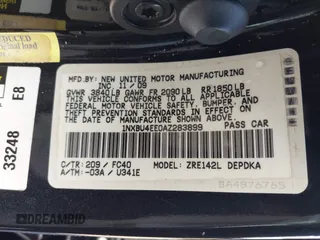 MFD BY: NEW UNITED MOTOR MANUFACTURING
INC. 11 / 09
GVWR 3840LB GAWR FR 2090LB RR 1850LB
THIS VEHICLE CONFORMS TO ALL APPLICABLE
FEDERAL MOTOR VEHICLE SAFETY, BUMPER, AND
THEFT PREVENTION STANDARDS IN EFFECT ON
THE DATE OF MANUFACTURE SHOWN ABOVE.
1NXBU4EE0AZ283899 PASS CAR
C/TR: 209 / FC40 MODEL: ZRE142L DEPDKA
A/TM: -03A / U341E
SA4876765
33248 E8
DREAMBID